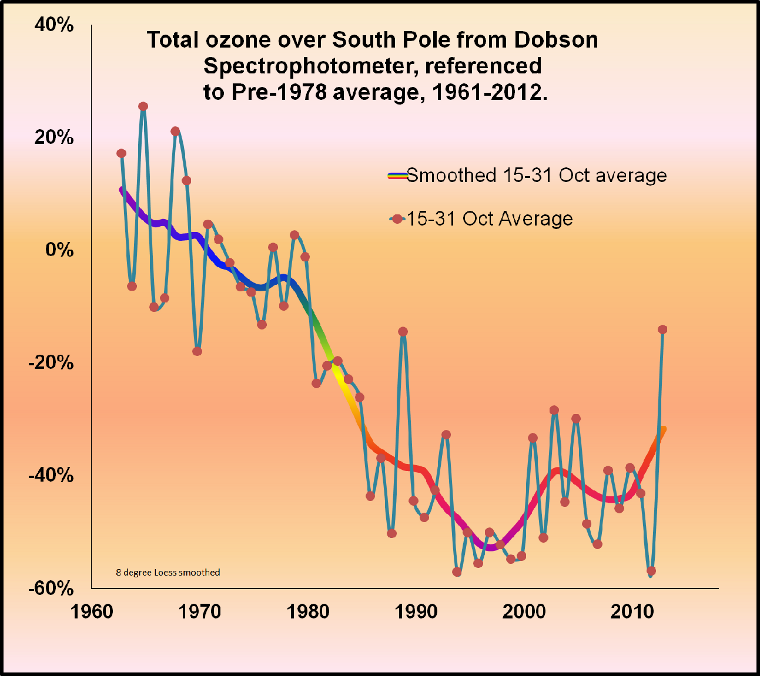 Total ozone over South Pole from Dobson
Spectrophotometer, referenced
to Pre-1978 average, 1961-2012.
40%
20%
0%
-20%
-40%
-60%
Smoothed 15-31 Oct average
15-31 Oct Average
8 degree Loess smoothed
1960
1970
1980
1990
2000
2010